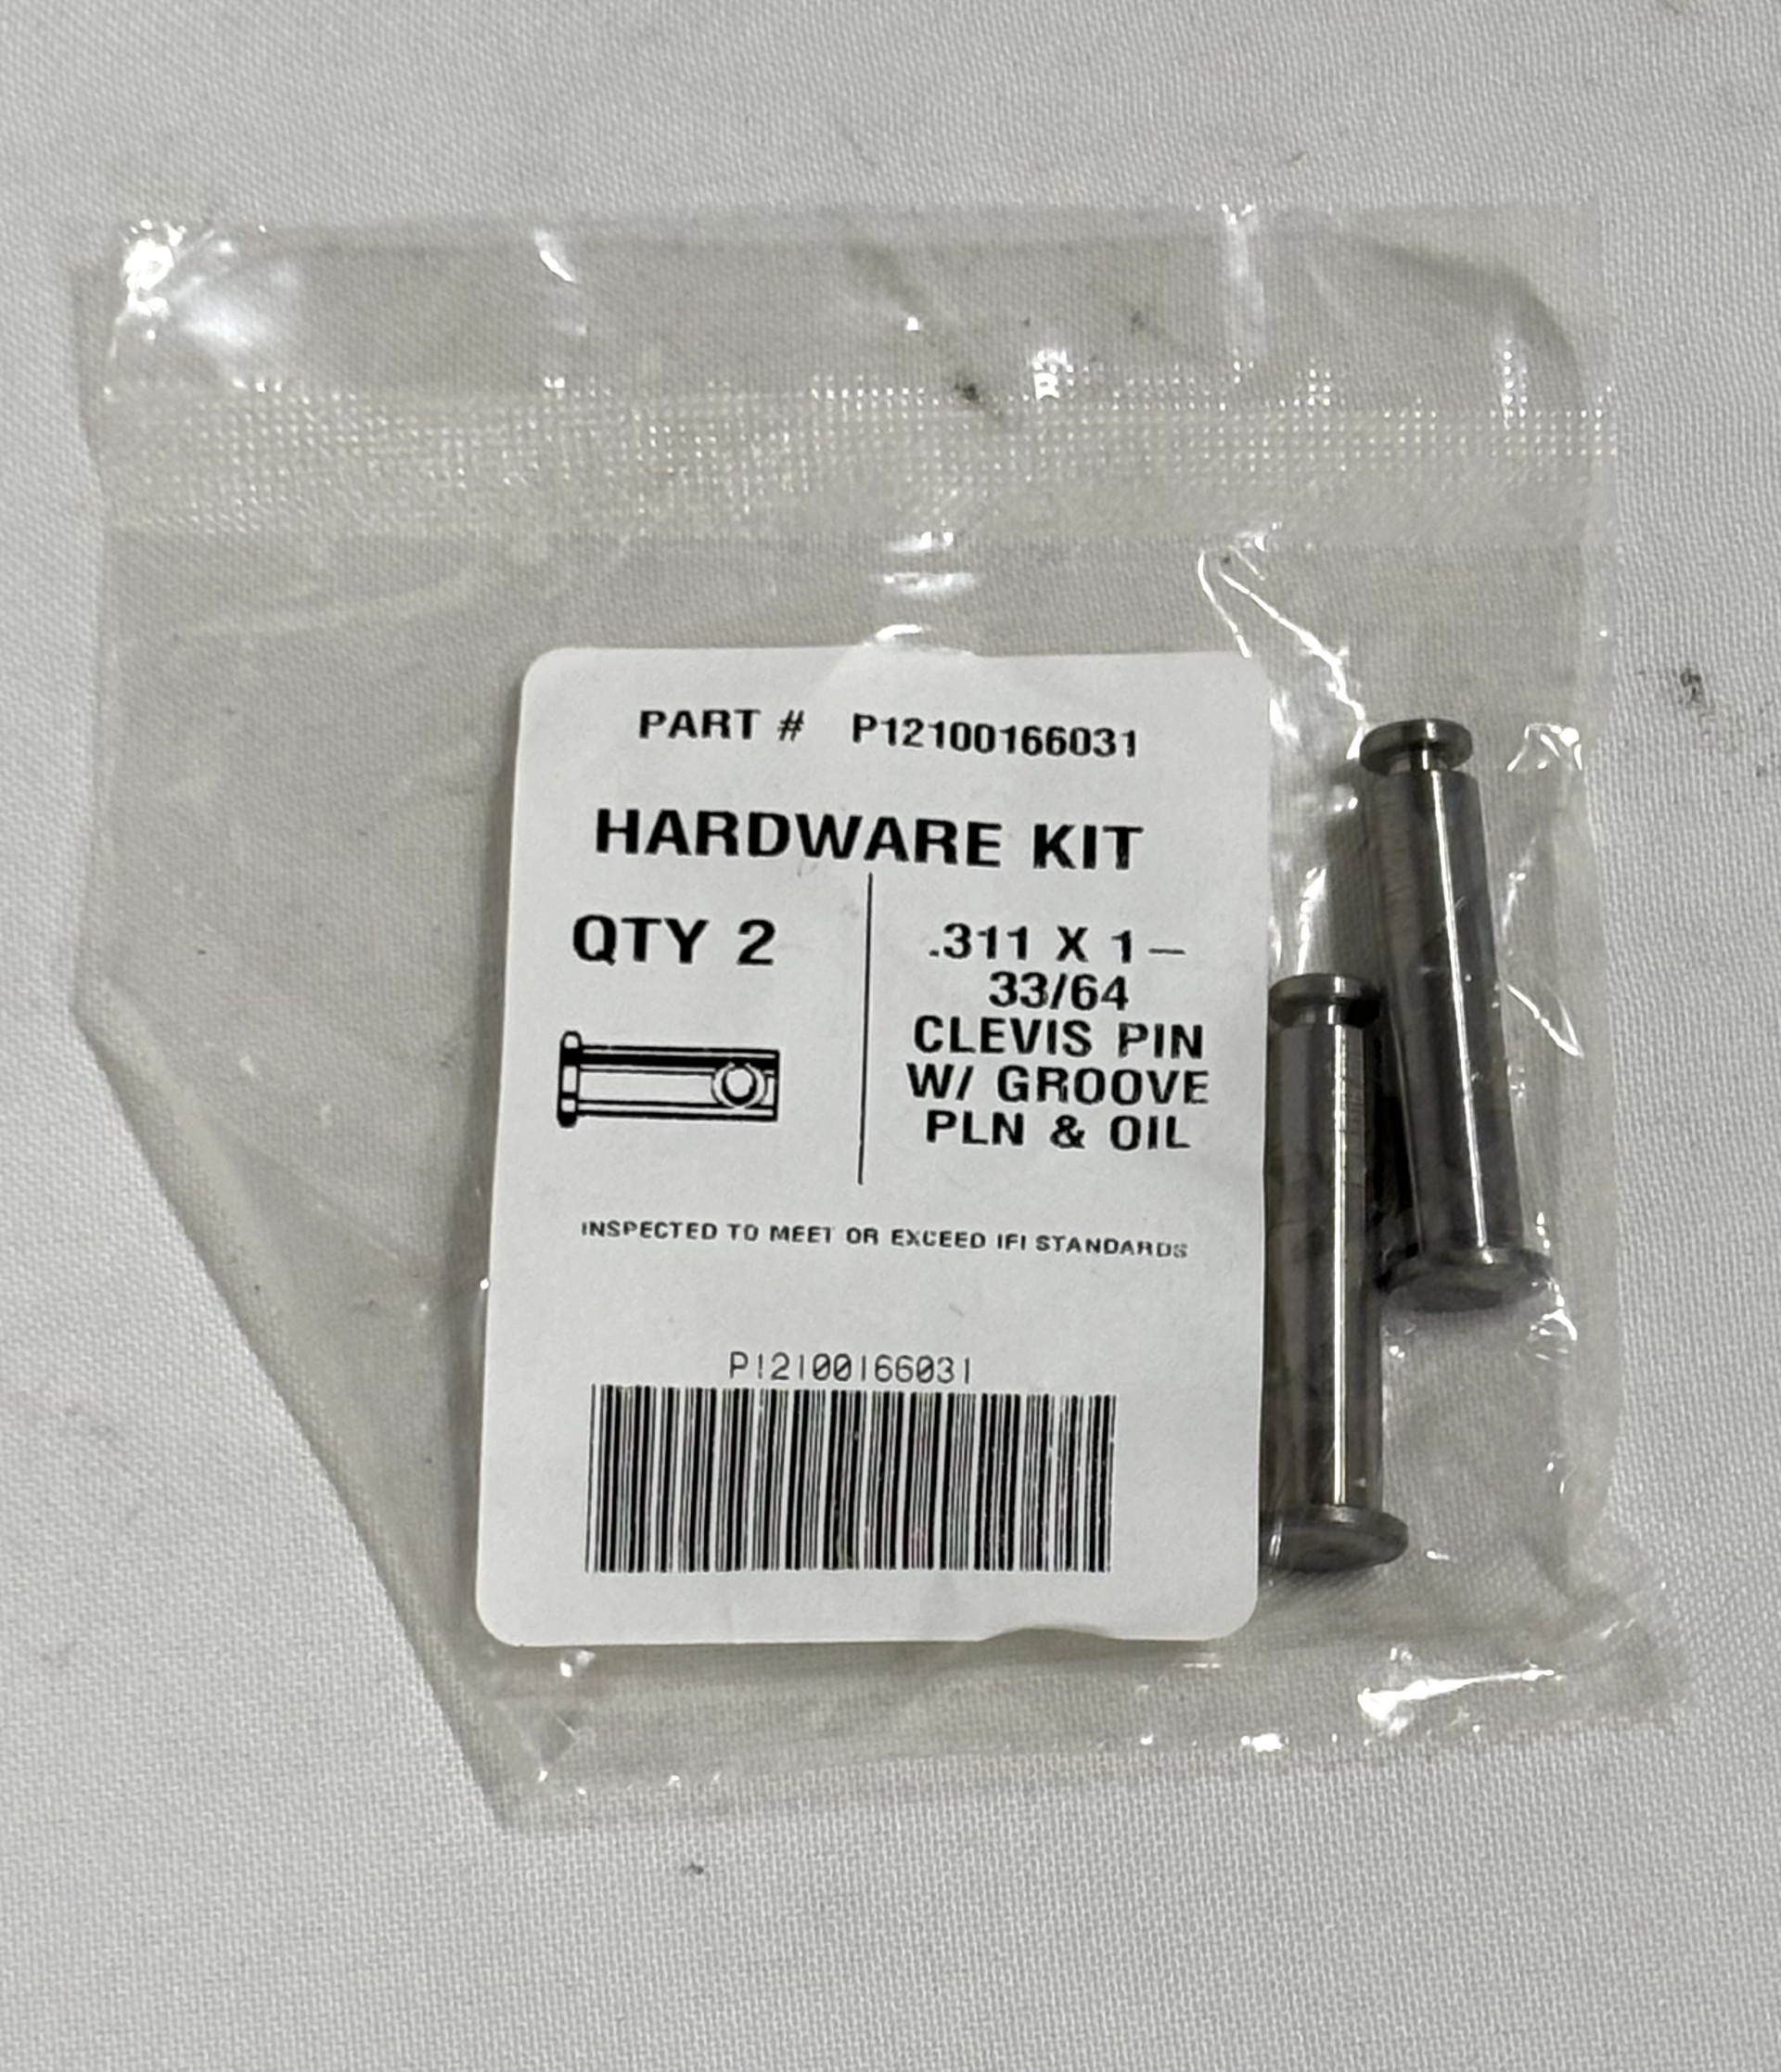 PART # P12100166031
HARDWARE KIT
QTY 2
.311 X 1–
33/64
CLEVIS PIN
W/ GROOVE
PLN & OIL
INSPECTED TO MEET OR EXCEED IFI STANDARDS
P12100166031